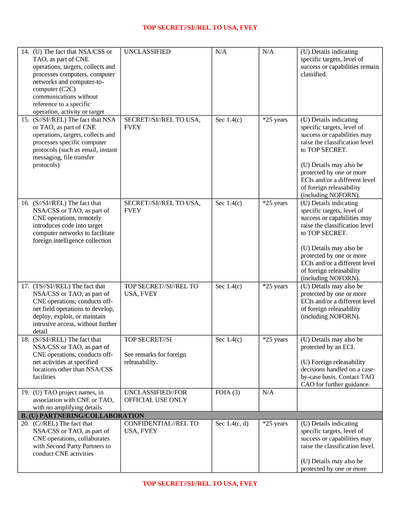 TOP SECRET//SI//REL TO USA, FVEY
14. (U) The fact that NSA/CSS or
TAO, as part of CNE
operations, targets, collects and
processes computers, computer
networks and computer-to-
computer (C2C)
communications without
reference to a specific
operation, activity or target
UNCLASSIFIED
N/A
N/A
(U) Details indicating
specific targets, level of
success or capabilities remain
classified.
15. (S//SI//REL) The fact that NSA
or TAO, as part of CNE
operations, targets, collects and
processes specific computer
protocols (such as email, instant
messaging, file transfer
protocols)
SECRET//SI//REL TO USA,
FVEY
Sec 1.4(c)
*25 years
(U) Details indicating
specific targets, level of
success or capabilities may
raise the classification level
to TOP SECRET.
(U) Details may also be
protected by one or more
ECIs and/or a different level
of foreign releasability
(including NOFORN).
16. (S//SI//REL) The fact that
NSA/CSS or TAO, as part of
CNE operations, remotely
introduces code into target
computer networks to facilitate
foreign intelligence collection
SECRET//SI//REL TO USA,
FVEY
Sec 1.4(c)
*25 years
(U) Details indicating
specific targets, level of
success or capabilities may
raise the classification level
to TOP SECRET.
(U) Details may also be
protected by one or more
ECIs and/or a different level
of foreign releasability
(including NOFORN).
17. (TS//SI//REL) The fact that
NSA/CSS or TAO, as part of
CNE operations, conducts off-
net field operations to develop,
deploy, exploit, or maintain
intrusive access, without further
detail
TOP SECRET//SI//REL TO
USA, FVEY
Sec 1.4(c)
*25 years
(U) Details may also be
protected by one or more
ECIs and/or a different level
of foreign releasability
(including NOFORN).
18. (S//SI//REL) The fact that
NSA/CSS or TAO, as part of
CNE operations, conducts off-
net activities at specified
locations other than NSA/CSS
facilities
TOP SECRET//SI
See remarks for foreign
releasability.
Sec 1.4(c)
*25 years
(U) Details may also be
protected by an ECI.
(U) Foreign releasability
decisions handled on a case-
by-case basis. Contact TAO
CAO for further guidance.
19. (U) TAO project names, in
association with CNE or TAO,
with no amplifying details
UNCLASSIFIED//FOR
OFFICIAL USE ONLY
FOIA (3)
N/A
B. (U) PARTNERING/COLLABORATION
20. (C//REL) The fact that
NSA/CSS or TAO, as part of
CNE operations, collaborates
with Second Party Partners to
conduct CNE activities
CONFIDENTIAL//REL TO
USA, FVEY
Sec 1.4(c, d)
*25 years
(U) Details indicating
specific targets, level of
success or capabilities may
raise the classification level.
(U) Details may also be
protected by one or more
TOP SECRET//SI//REL TO USA, FVEY